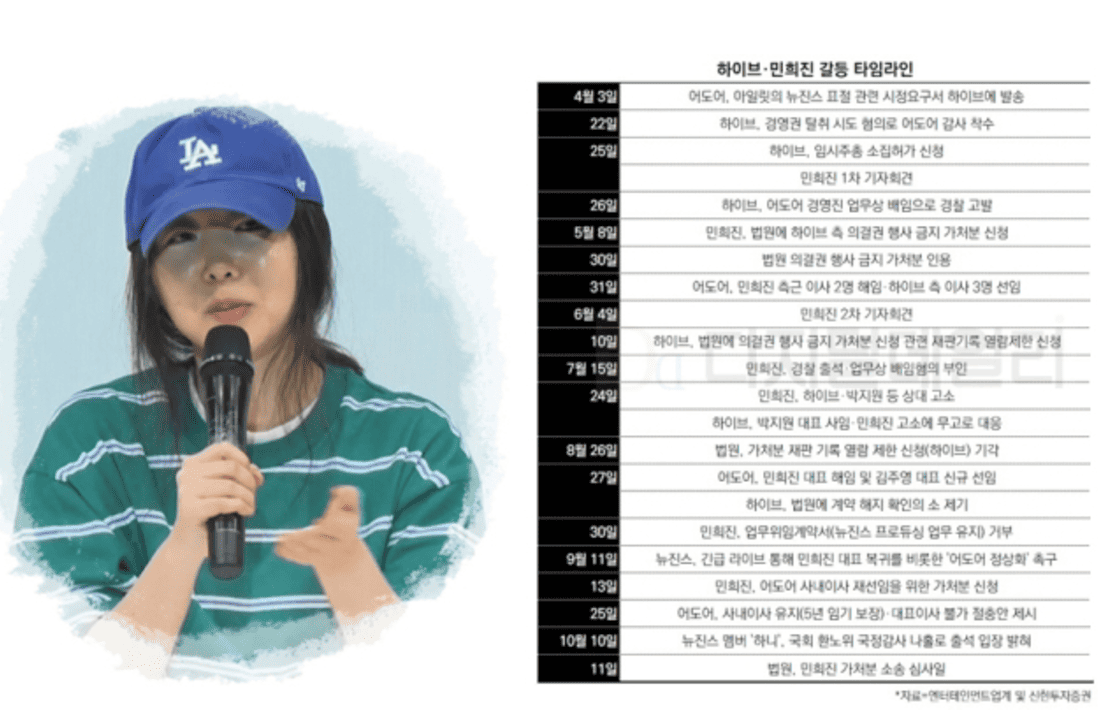 LA
하이브·민희진 갈등 타임라인
4월 3일 어도어, 아일릿의 뉴진스 표절 관련 시정요구서 하이브에 발송
22일 하이브, 경영권 탈취 시도 혐의로 어도어 감사 착수
25일 하이브, 임시주총 소집허가 신청
민희진 1차 기자회견
26일 하이브, 어도어 경영진 업무상 배임으로 경찰 고발
5월 8일 민희진, 법원에 하이브 측 의결권 행사 금지 가처분 신청
30일 법원 의결권 행사 금지 가처분 인용
31일 어도어, 민희진 측근 이사 2명 해임·하이브 측 이사 3명 선임
6월 4일 민희진 2차 기자회견
10일 하이브, 법원에 의결권 행사 금지 가처분 신청 관련 재판기록 열람제한 신청
7월 15일 민희진, 경찰 출석·업무상 배임혐의 부인
24일 민희진, 하이브·박지원 등 상대 고소
하이브, 박지원 대표 사임·민희진 고소에 무고로 대응
8월 26일 법원, 가처분 재판 기록 열람 제한 신청(하이브) 기각
27일 어도어, 민희진 대표 해임 및 김주영 대표 신규 선임
하이브, 법원에 계약 해지 확인의 소 제기
30일 민희진, 업무위임계약서(뉴진스 프로듀싱 업무 유지) 거부
9월 11일 뉴진스, 긴급 라이브 통해 민희진 대표 복귀를 비롯한 '어도어 정상화' 촉구
13일 민희진, 어도어 사내이사 재선임을 위한 가처분 신청
25일 어도어, 사내이사 유지(5년 임기 보장)·대표이사 불가 절충안 제시
10월 10일 뉴진스 멤버 '하니', 국회 환노위 국정감사 나홀로 출석 입장 밝혀
11일 법원, 민희진 가처분 소송 심사일
*자료=엔터테인먼트업계 및 신한투자증권
디지털데일리